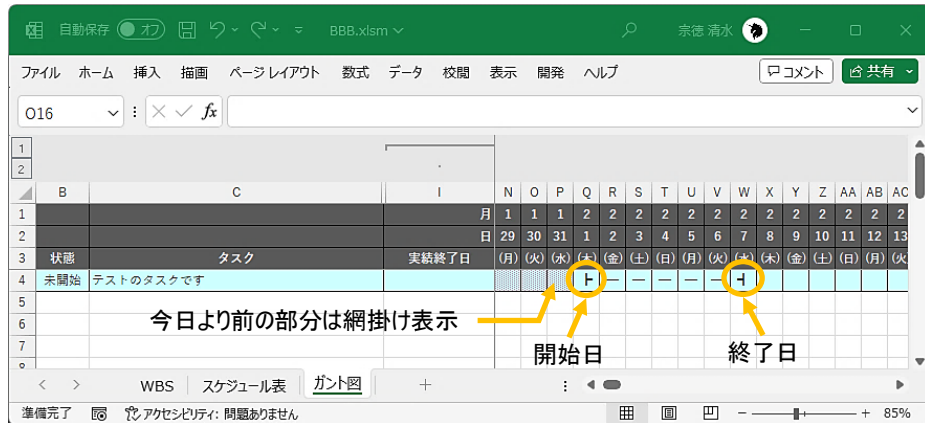 自動保存 オフ BBB.xlsm 宗徳 清水
ファイル ホーム 挿入 描画 ページ レイアウト 数式 データ 校閲 表示 開発 ヘルプ コメント 共有
O16 fx
1
2
B C I N O P Q R S T U V W X Y Z AA AB AC
1 月 1 1 1 2 2 2 2 2 2 2 2 2 2 2 2 2
2 日 29 30 31 1 2 3 4 5 6 7 8 9 10 11 12 13
3 状態 タスク 実績終了日 (月) (火) (水) (木) (金) (土) (日) (月) (火) (水) (木) (金) (土) (日) (月) (火
4 未開始 テストのタスクです ├ ― ― ― ― ― ┤
5
6 今日より前の部分は網掛け表示
7 開始日 終了日
WBS スケジュール表 ガント図
準備完了 アクセシビリティ: 問題ありません 85%